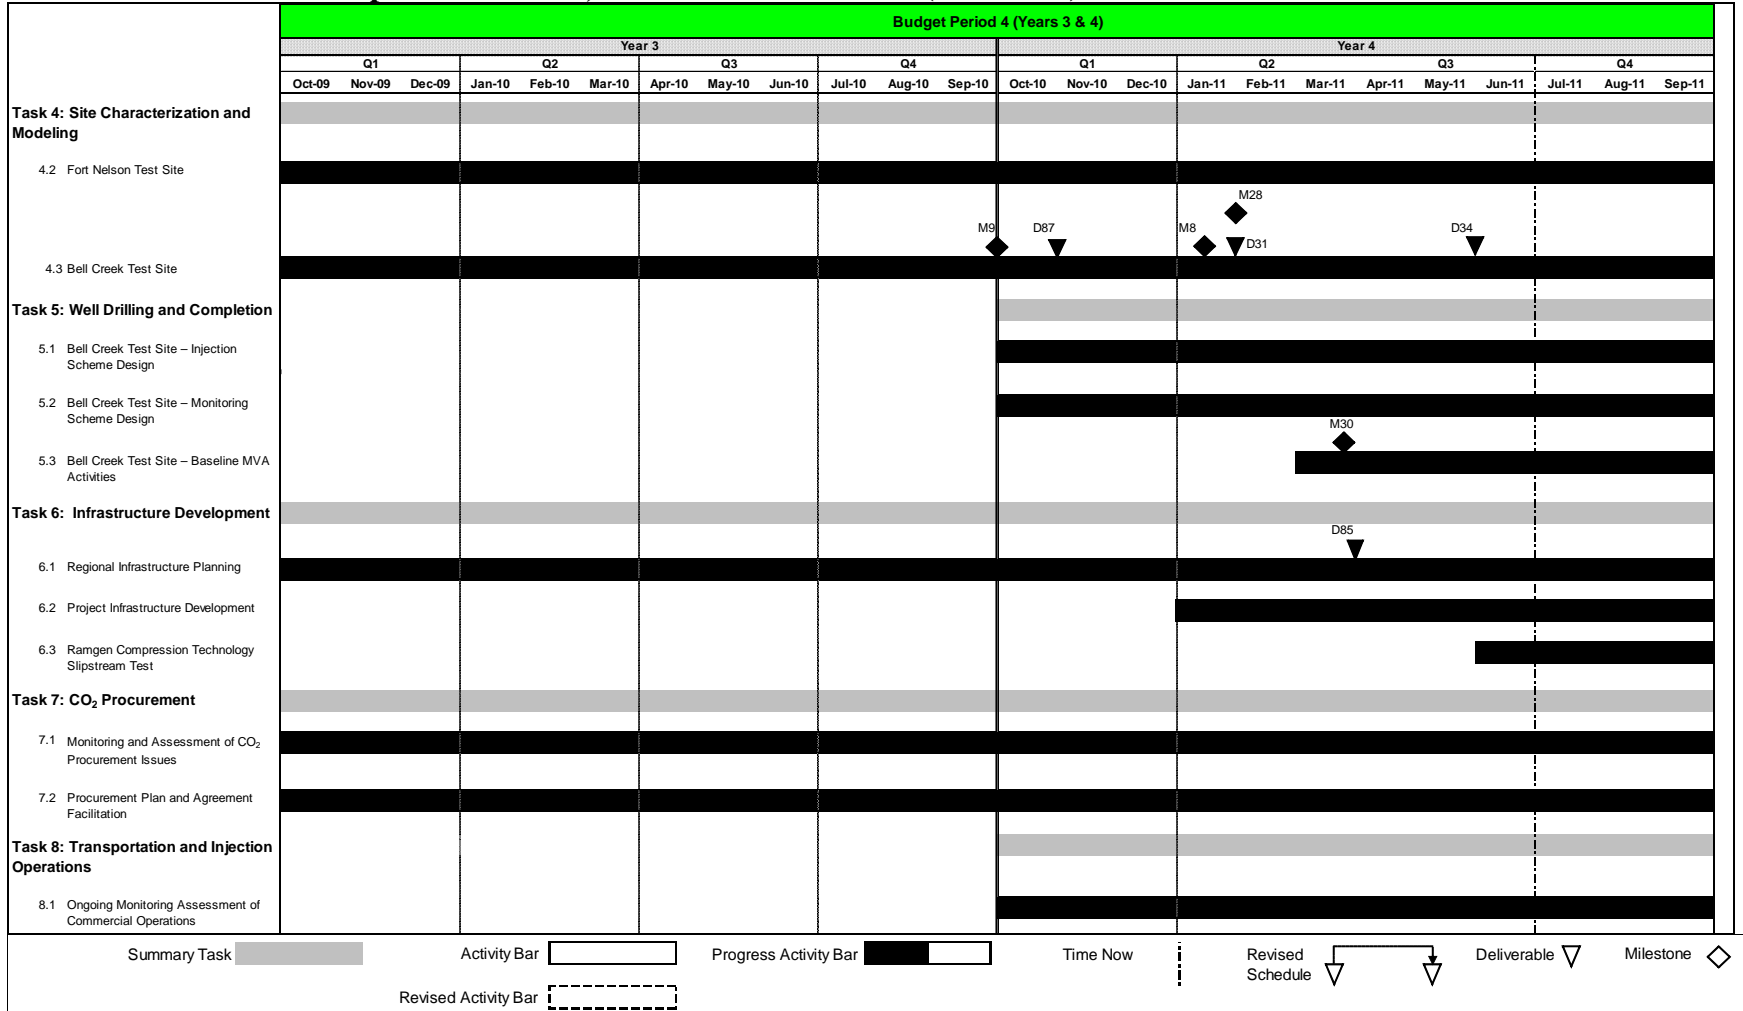 Budget Period 4 (Years 3 & 4)
Year 3 Year 4
Q1 Q2 Q3 Q4 Q1 Q2 Q3 Q4
Oct-09 Nov-09 Dec-09 Jan-10 Feb-10 Mar-10 Apr-10 May-10 Jun-10 Jul-10 Aug-10 Sep-10 Oct-10 Nov-10 Dec-10 Jan-11 Feb-11 Mar-11 Apr-11 May-11 Jun-11 Jul-11 Aug-11 Sep-11
Task 4: Site Characterization and
Modeling
4.2 Fort Nelson Test Site
M28
M9 D87 M8 D34
D31
4.3 Bell Creek Test Site
Task 5: Well Drilling and Completion
5.1 Bell Creek Test Site – Injection
Scheme Design
5.2 Bell Creek Test Site – Monitoring
Scheme Design
M30
5.3 Bell Creek Test Site – Baseline MVA
Activities
Task 6: Infrastructure Development
D85
6.1 Regional Infrastructure Planning
6.2 Project Infrastructure Development
6.3 Ramgen Compression Technology
Slipstream Test
Task 7: CO2 Procurement
7.1 Monitoring and Assessment of CO2
Procurement Issues
7.2 Procurement Plan and Agreement
Facilitation
Task 8: Transportation and Injection
Operations
8.1 Ongoing Monitoring Assessment of
Commercial Operations
Summary Task Activity Bar Progress Activity Bar Time Now Revised Deliverable Milestone
Schedule
Revised Activity Bar